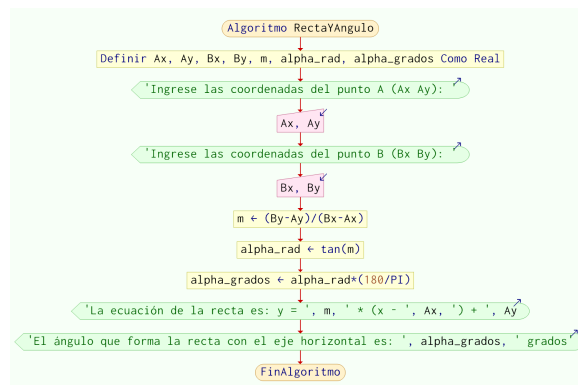 Algoritmo RectaYAngulo
Definir Ax, Ay, Bx, By, m, alpha_rad, alpha_grados Como Real
'Ingrese las coordenadas del punto A (Ax Ay): '
Ax, Ay
'Ingrese las coordenadas del punto B (Bx By): '
Bx, By
m ← (By-Ay)/(Bx-Ax)
alpha_rad ← tan(m)
alpha_grados ← alpha_rad*(180/PI)
'La ecuación de la recta es: y = ', m, ' * (x - ', Ax, ') + ', Ay
'El ángulo que forma la recta con el eje horizontal es: ', alpha_grados, ' grados'
FinAlgoritmo